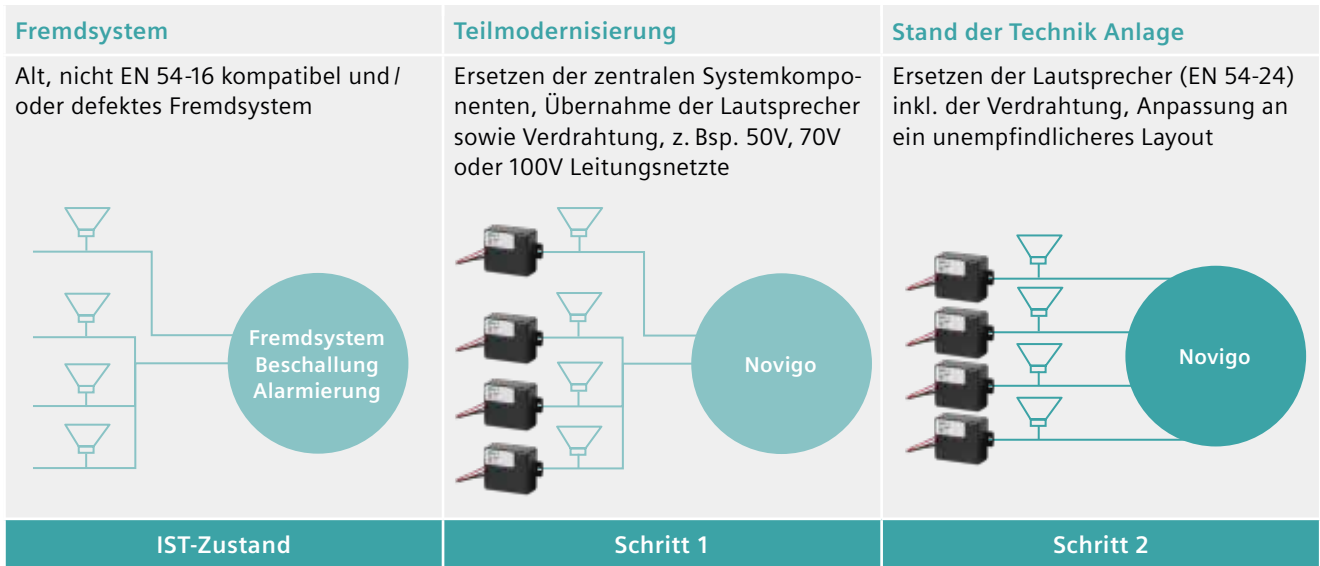 Fremdsystem
Alt, nicht EN 54-16 kompatibel und /
oder defektes Fremdsystem
Fremdsystem
Beschallung
Alarmierung
IST-Zustand
Teilmodernisierung
Ersetzen der zentralen Systemkompo-
nenten, Übernahme der Lautsprecher
sowie Verdrahtung, z. Bsp. 50V, 70V
oder 100V Leitungsnetzte
Novigo
Schritt 1
Stand der Technik Anlage
Ersetzen der Lautsprecher (EN 54-24)
inkl. der Verdrahtung, Anpassung an
ein unempfindlicheres Layout
Novigo
Schritt 2